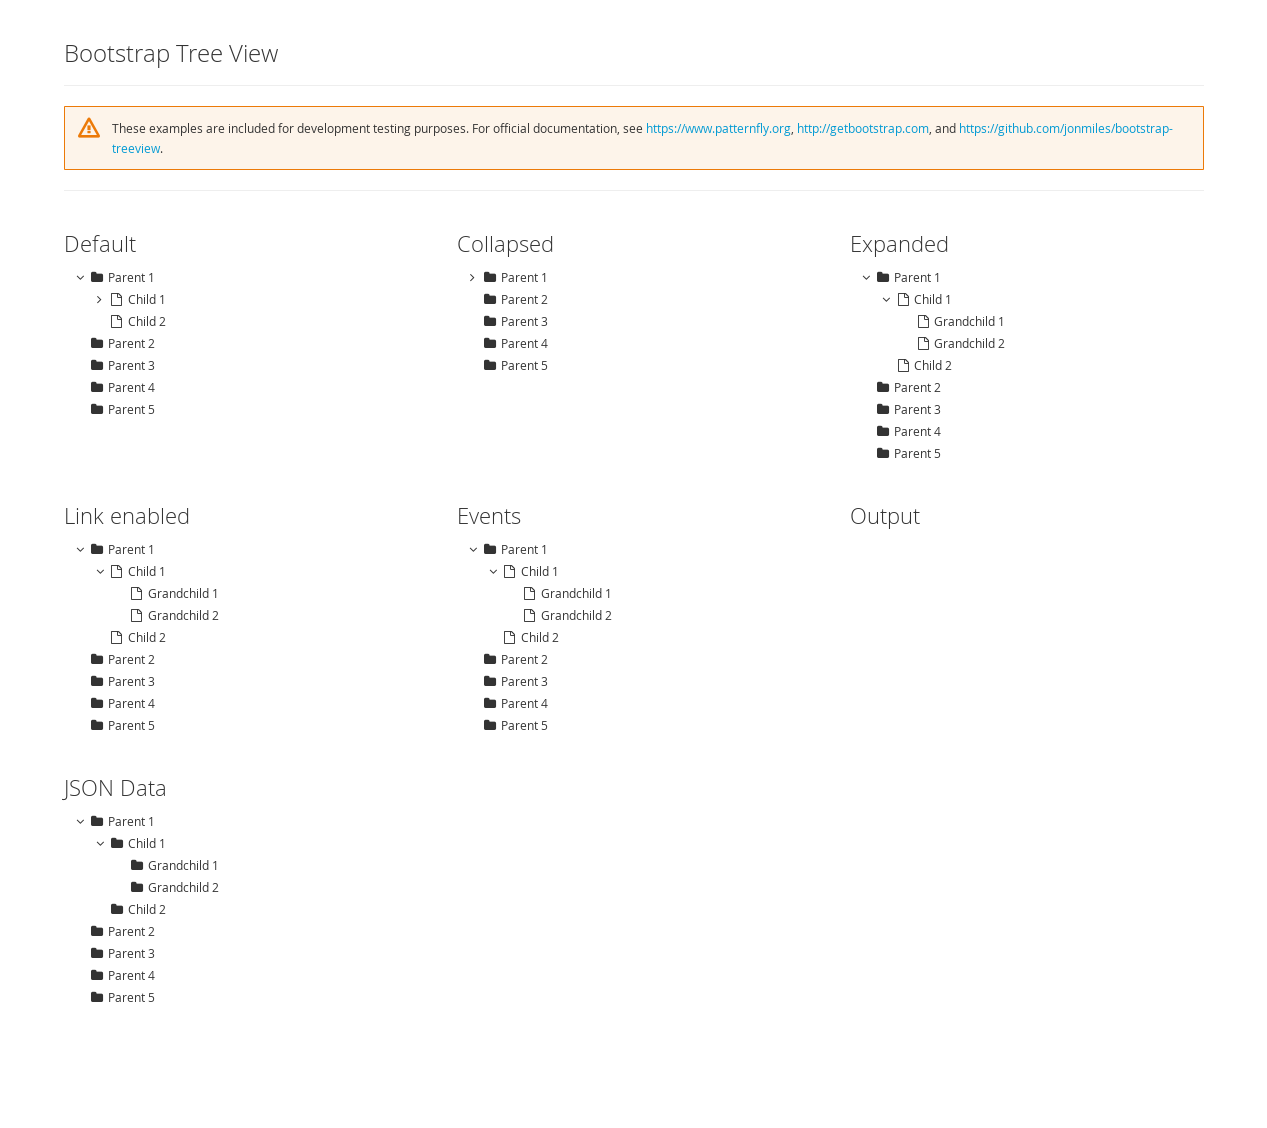 Bootstrap Tree View
These examples are included for development testing purposes. For official documentation, see https://www.patternfly.org, http://getbootstrap.com, and https://github.com/jonmiles/bootstrap-
treeview.
Default
Parent 1
Child 1
Child 2
Parent 2
Parent 3
Parent 4
Parent 5
Collapsed
Parent 1
Parent 2
Parent 3
Parent 4
Parent 5
Expanded
Parent 1
Child 1
Grandchild 1
Grandchild 2
Child 2
Parent 2
Parent 3
Parent 4
Parent 5
Link enabled
Parent 1
Child 1
Grandchild 1
Grandchild 2
Child 2
Parent 2
Parent 3
Parent 4
Parent 5
Events
Parent 1
Child 1
Grandchild 1
Grandchild 2
Child 2
Parent 2
Parent 3
Parent 4
Parent 5
Output
JSON Data
Parent 1
Child 1
Grandchild 1
Grandchild 2
Child 2
Parent 2
Parent 3
Parent 4
Parent 5